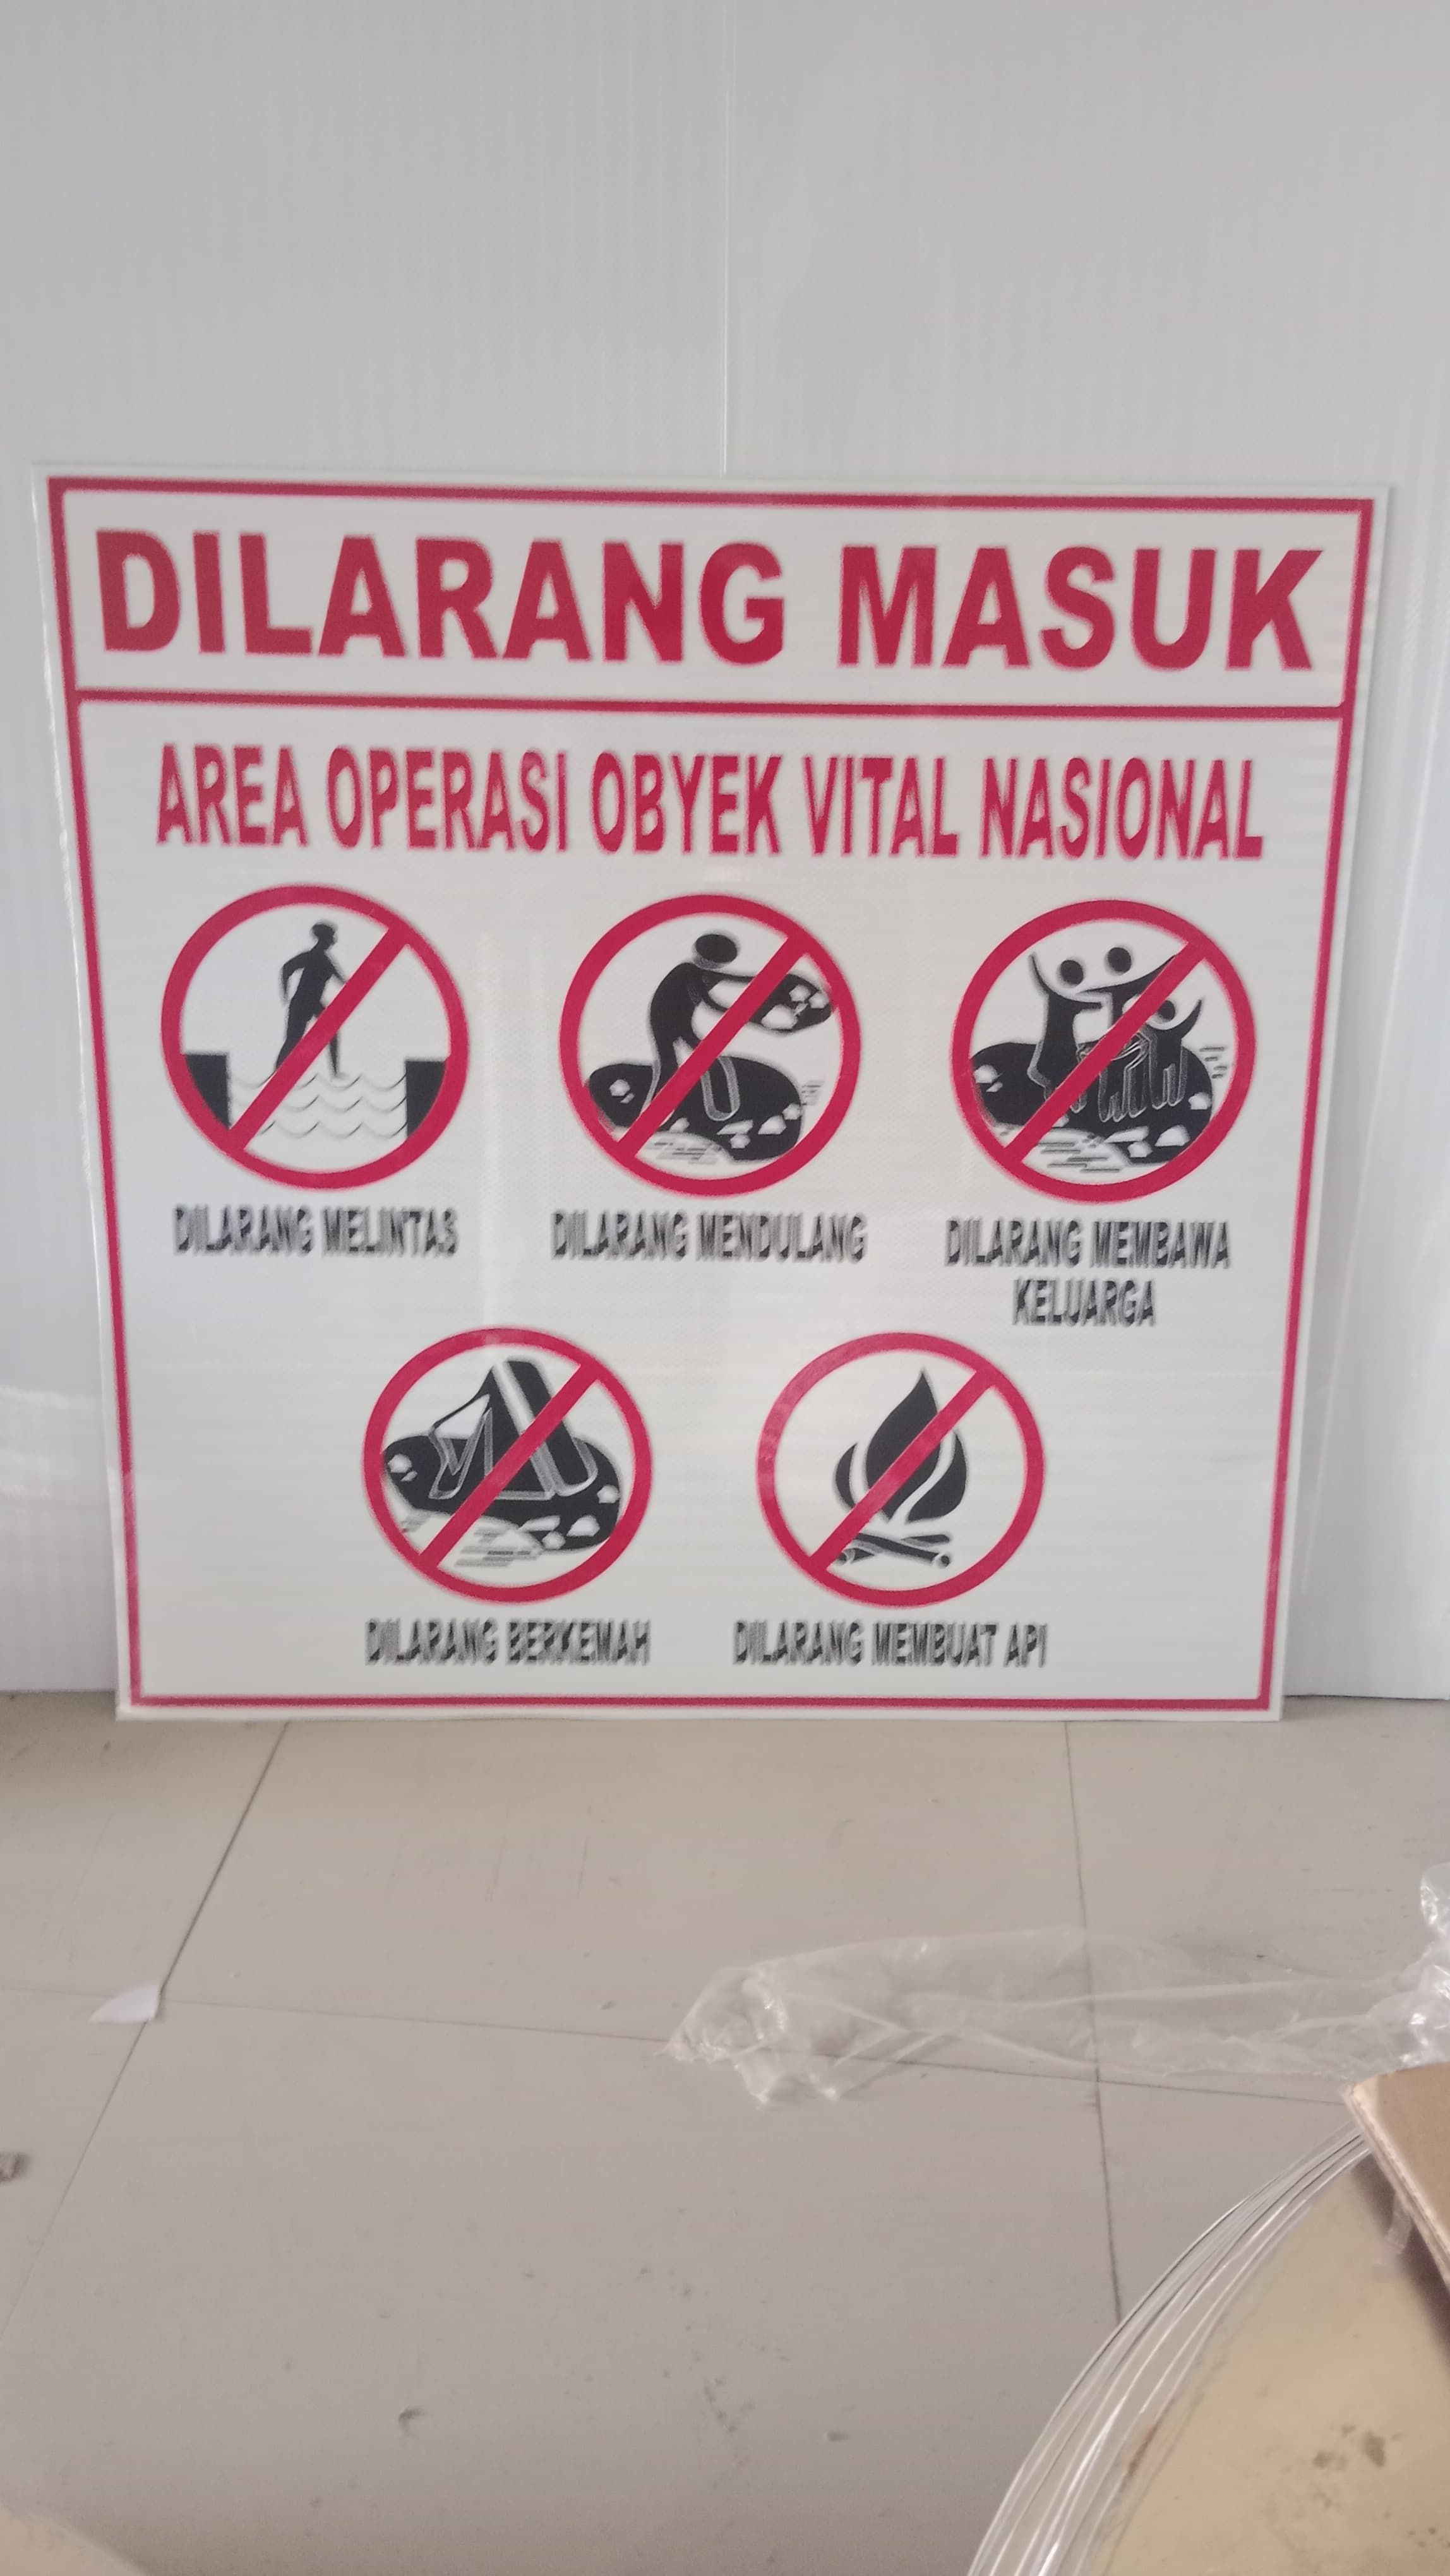 DILARANG MASUK
AREA OPERASI OBYEK VITAL NASIONAL
DILARANG MELINTAS
DILARANG MENDULANG
DILARANG MEMBAWA
KELUARGA
DILARANG BERKEMAH
DILARANG MEMBUAT API